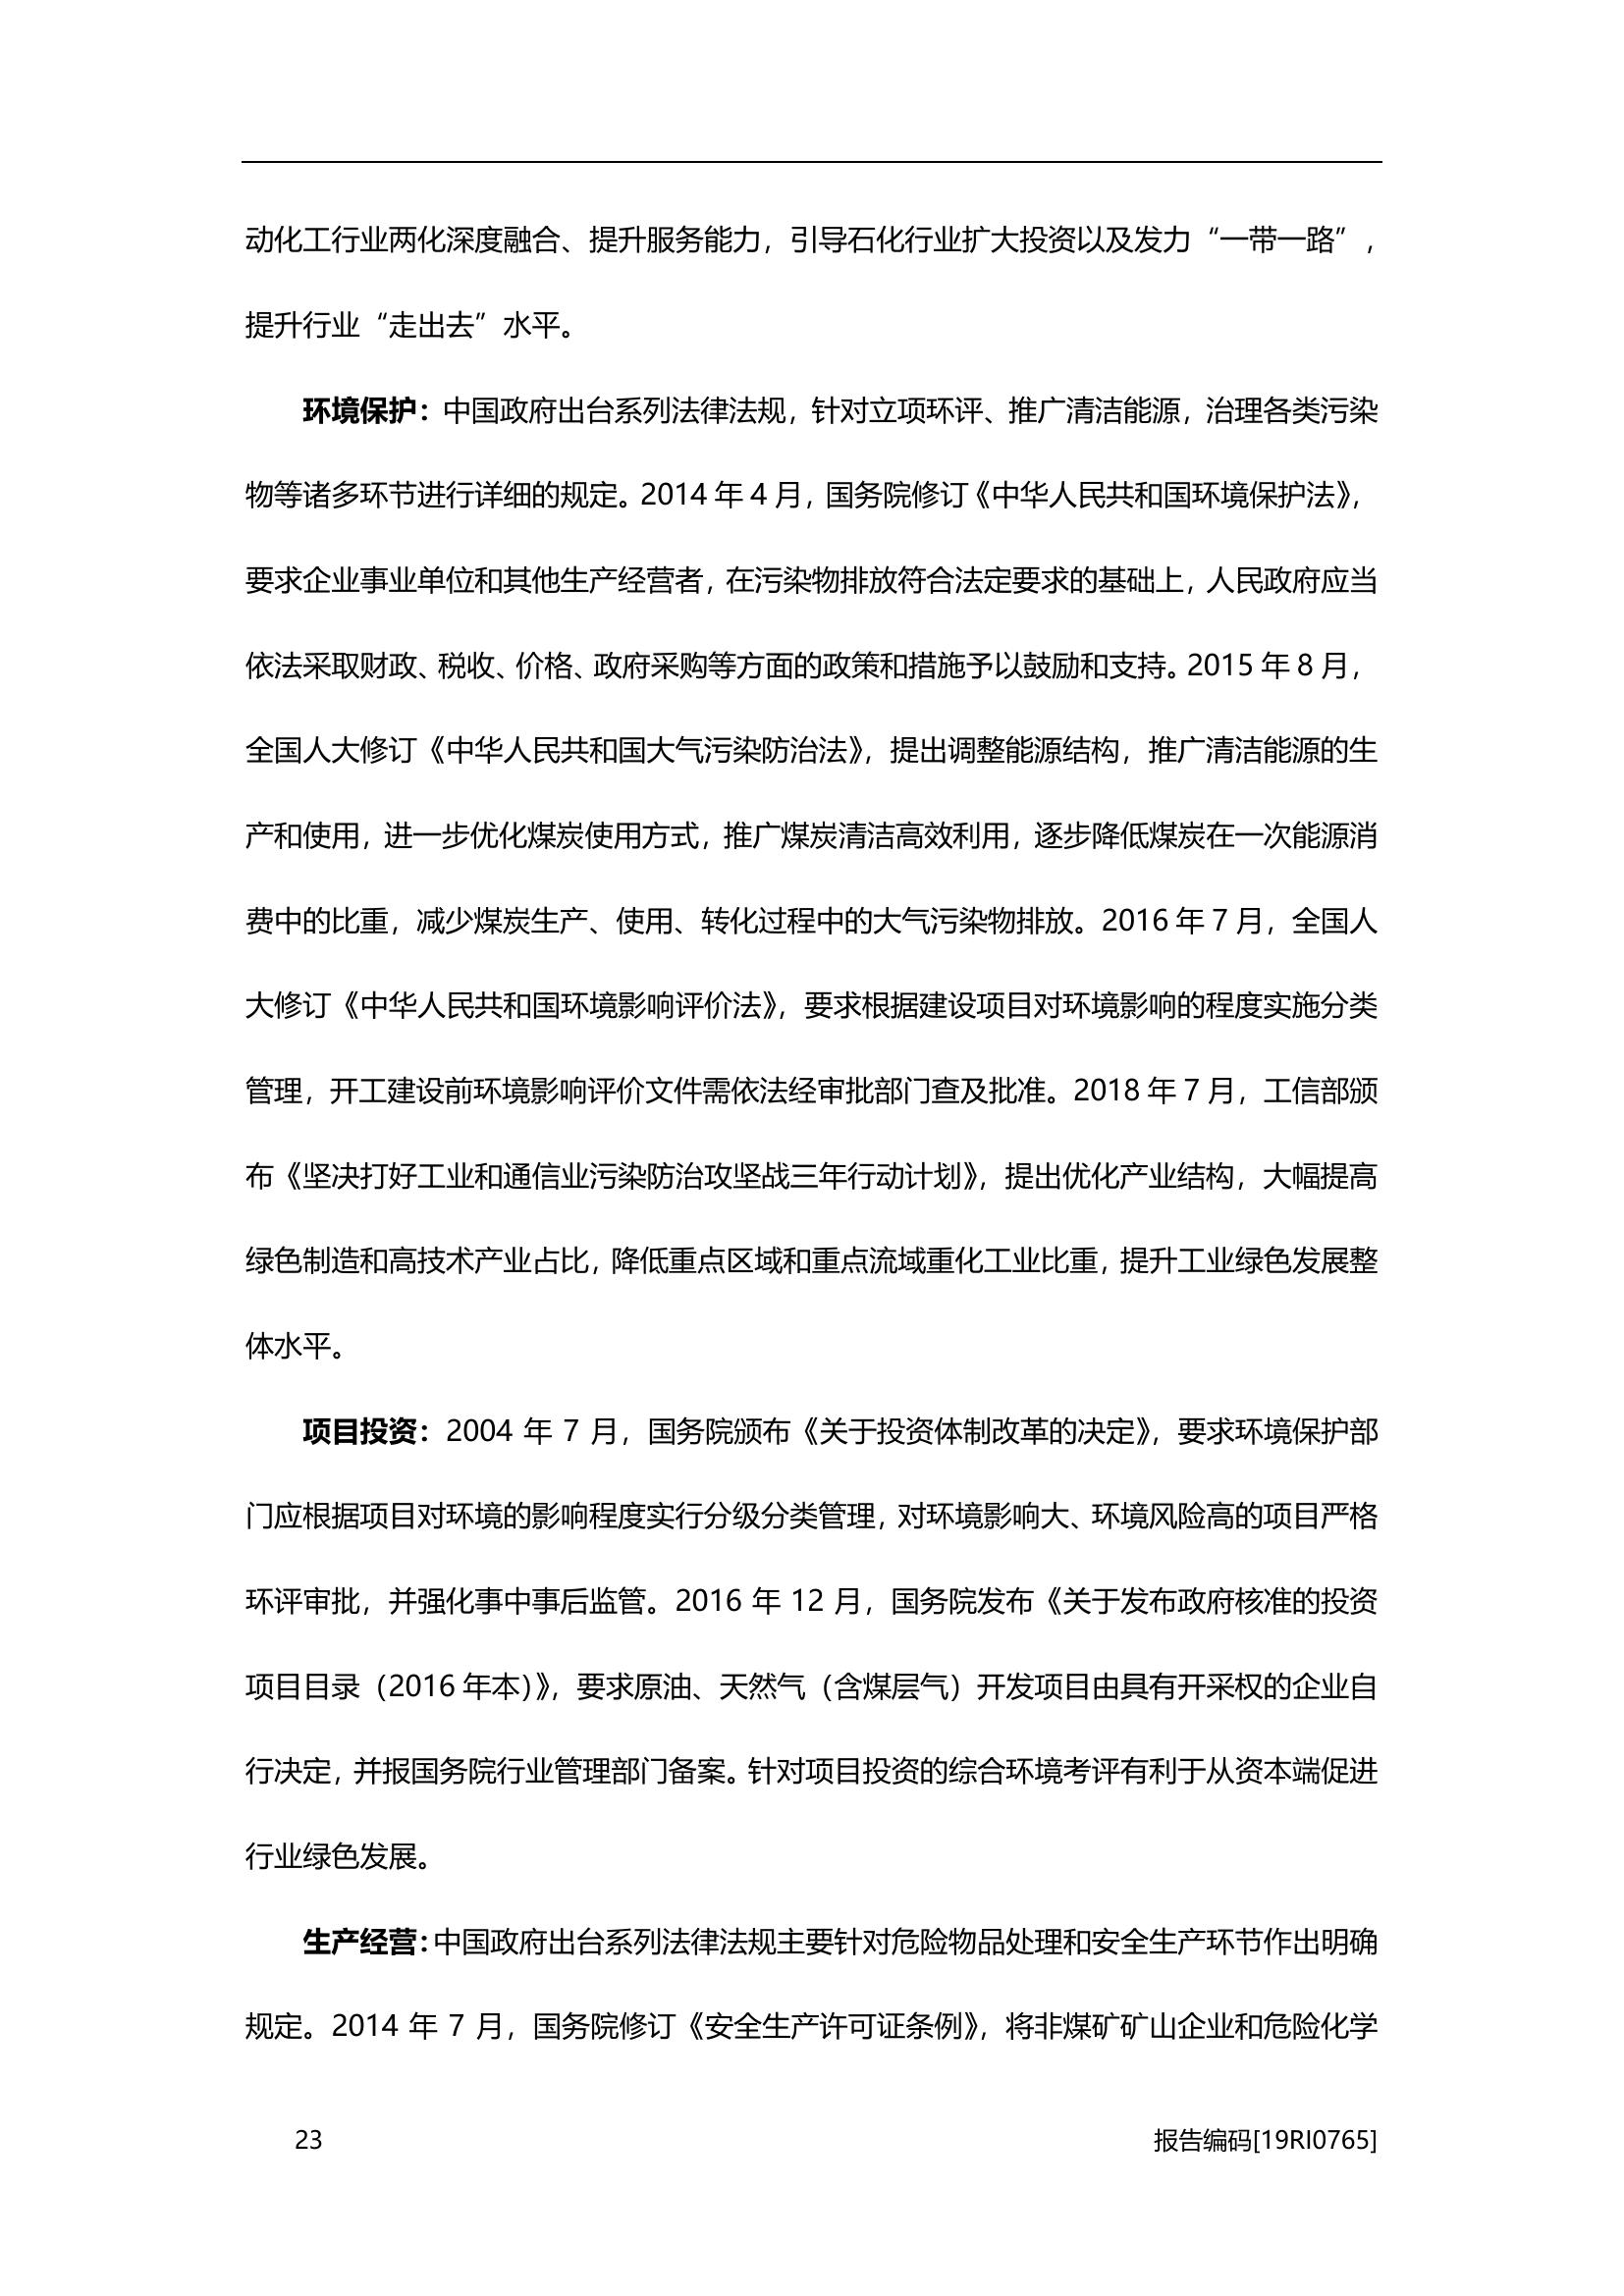 动化工行业两化深度融合、提升服务能力，引导石化行业扩大投资以及发力“一带一路”，
提升行业“走出去”水平。
环境保护：中国政府出台系列法律法规，针对立项环评、推广清洁能源，治理各类污染
物等诸多环节进行详细的规定。2014 年 4 月，国务院修订《中华人民共和国环境保护法》，
要求企业事业单位和其他生产经营者，在污染物排放符合法定要求的基础上，人民政府应当
依法采取财政、税收、价格、政府采购等方面的政策和措施予以鼓励和支持。2015 年 8 月，
全国人大修订《中华人民共和国大气污染防治法》，提出调整能源结构，推广清洁能源的生
产和使用，进一步优化煤炭使用方式，推广煤炭清洁高效利用，逐步降低煤炭在一次能源消
费中的比重，减少煤炭生产、使用、转化过程中的大气污染物排放。2016 年 7 月，全国人
大修订《中华人民共和国环境影响评价法》，要求根据建设项目对环境影响的程度实施分类
管理，开工建设前环境影响评价文件需依法经审批部门查及批准。2018 年 7 月，工信部颁
布《坚决打好工业和通信业污染防治攻坚战三年行动计划》，提出优化产业结构，大幅提高
绿色制造和高技术产业占比，降低重点区域和重点流域重化工业比重，提升工业绿色发展整
体水平。
项目投资：2004 年 7 月，国务院颁布《关于投资体制改革的决定》，要求环境保护部
门应根据项目对环境的影响程度实行分级分类管理，对环境影响大、环境风险高的项目严格
环评审批，并强化事中事后监管。2016 年 12 月，国务院发布《关于发布政府核准的投资
项目目录（2016 年本）》，要求原油、天然气（含煤层气）开发项目由具有开采权的企业自
行决定，并报国务院行业管理部门备案。针对项目投资的综合环境考评有利于从资本端促进
行业绿色发展。
生产经营：中国政府出台系列法律法规主要针对危险物品处理和安全生产环节作出明确
规定。2014 年 7 月，国务院修订《安全生产许可证条例》，将非煤矿矿山企业和危险化学
23 报告编码[19RI0765]